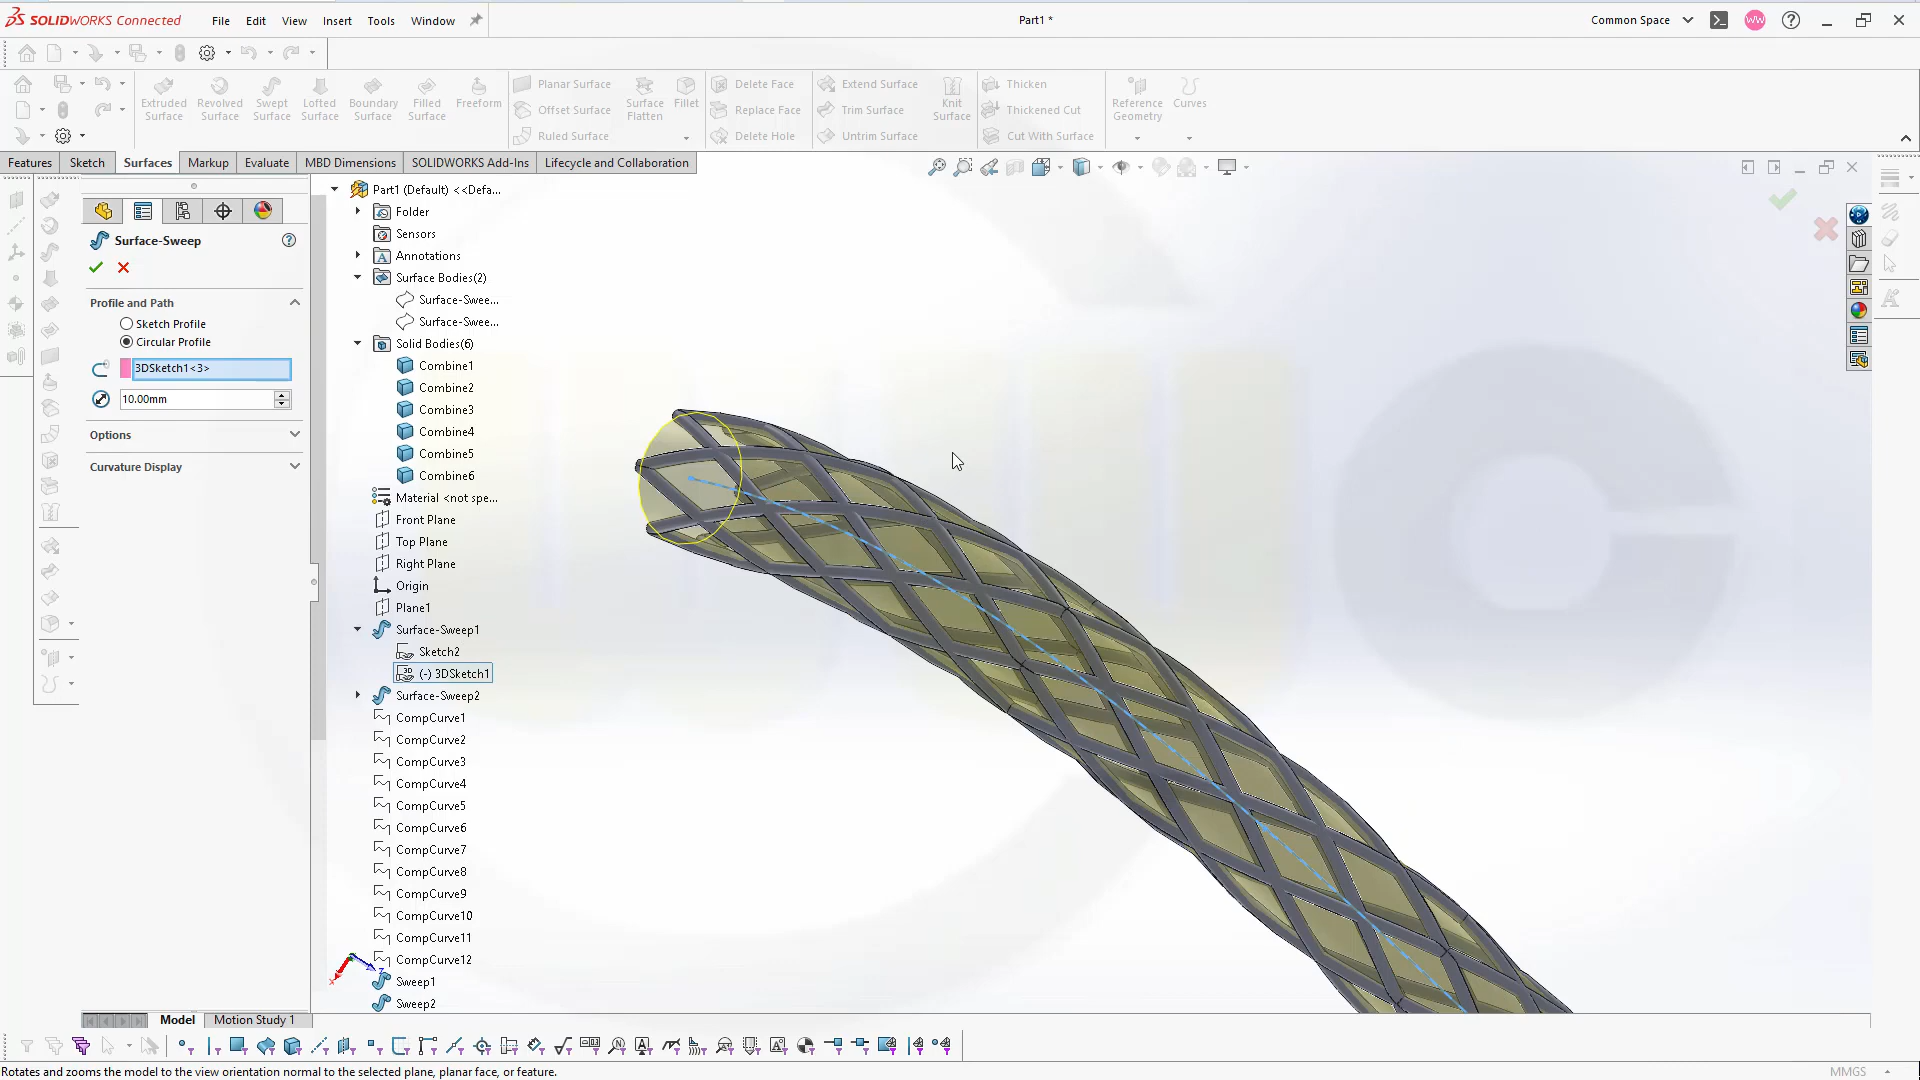 SOLIDWORKS Connected File Edit View Insert Tools Window Part1 * Common Space WW
Extruded Surface
Revolved Surface
Swept Surface
Lofted Surface
Boundary Surface
Filled Surface
Freeform
Planar Surface
Offset Surface
Ruled Surface
Surface Flatten
Fillet
Delete Face
Replace Face
Delete Hole
Extend Surface
Trim Surface
Untrim Surface
Knit Surface
Thicken
Thickened Cut
Cut With Surface
Reference Geometry
Curves
Features Sketch Surfaces Markup Evaluate MBD Dimensions SOLIDWORKS Add-Ins Lifecycle and Collaboration
Surface-Sweep
Profile and Path
Sketch Profile
Circular Profile
3DSketch1<3>
10.00mm
Options
Curvature Display
Part1 (Default) <<Defa...
Folder
Sensors
Annotations
Surface Bodies(2)
Surface-Swee...
Surface-Swee...
Solid Bodies(6)
Combine1
Combine2
Combine3
Combine4
Combine5
Combine6
Material <not spe...
Front Plane
Top Plane
Right Plane
Origin
Plane1
Surface-Sweep1
Sketch2
(-) 3DSketch1
Surface-Sweep2
CompCurve1
CompCurve2
CompCurve3
CompCurve4
CompCurve5
CompCurve6
CompCurve7
CompCurve8
CompCurve9
CompCurve10
CompCurve11
CompCurve12
Sweep1
Sweep2
Model Motion Study 1
Rotates and zooms the model to the view orientation normal to the selected plane, planar face, or feature. MMGS